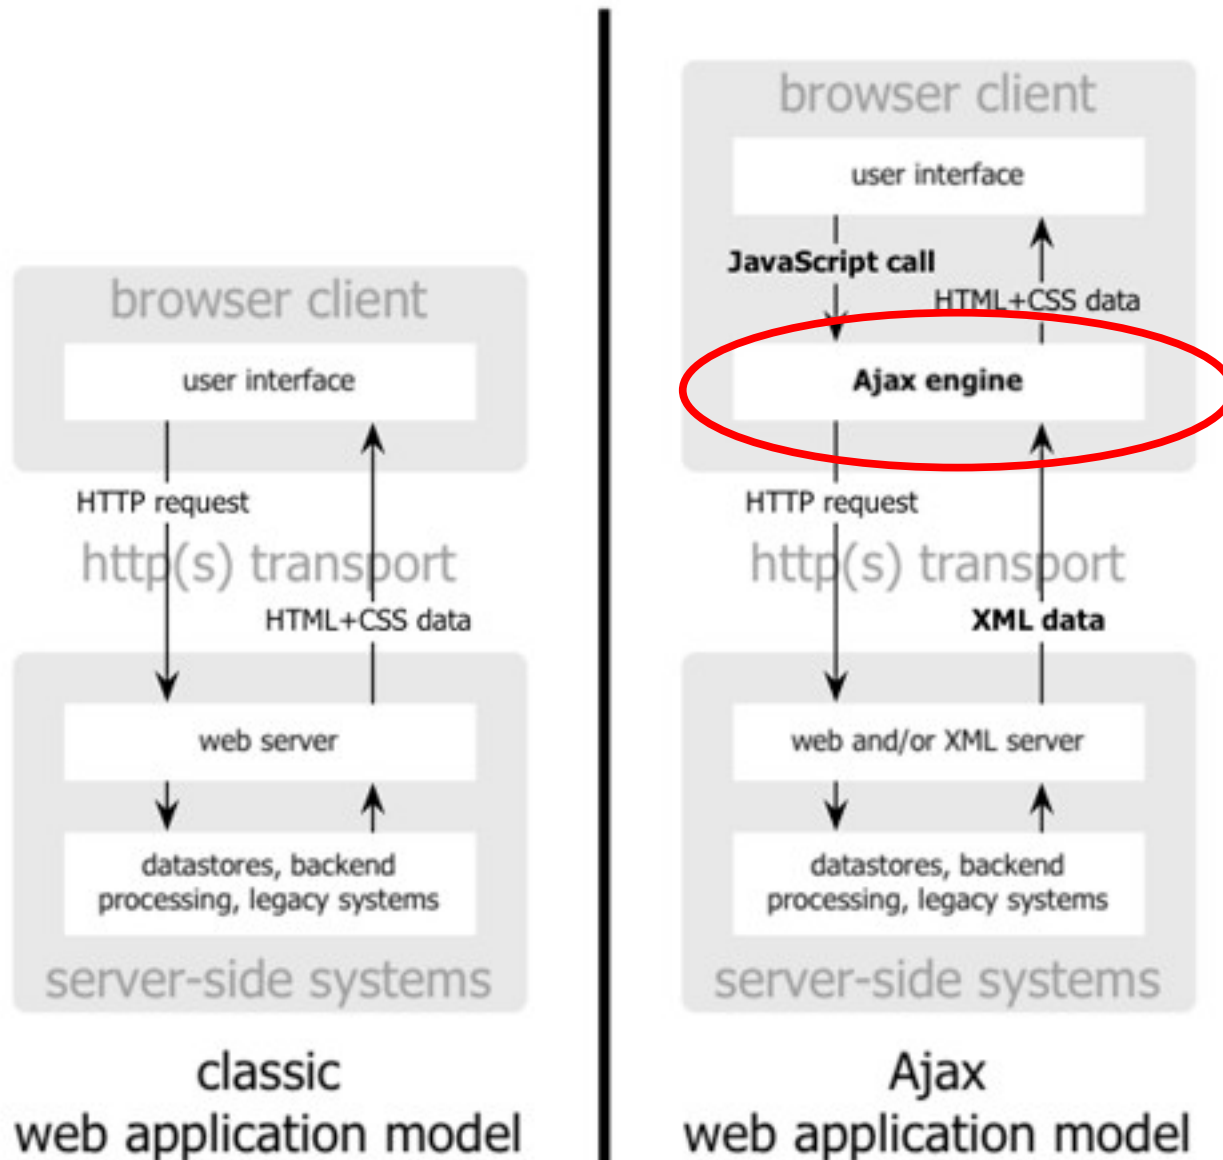 browser client
user interface
HTTP request
http(s) transport
HTML+CSS data
web server
datastores, backend
processing, legacy systems
server-side systems
classic
web application model
browser client
user interface
JavaScript call
HTML+CSS data
Ajax engine
HTTP request
http(s) transport
XML data
web and/or XML server
datastores, backend
processing, legacy systems
server-side systems
Ajax
web application model